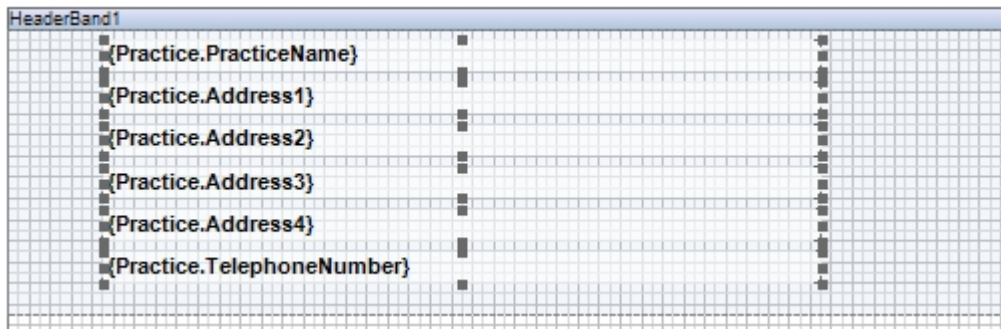 HeaderBand1
{Practice.PracticeName}
{Practice.Address1}
{Practice.Address2}
{Practice.Address3}
{Practice.Address4}
{Practice.TelephoneNumber}